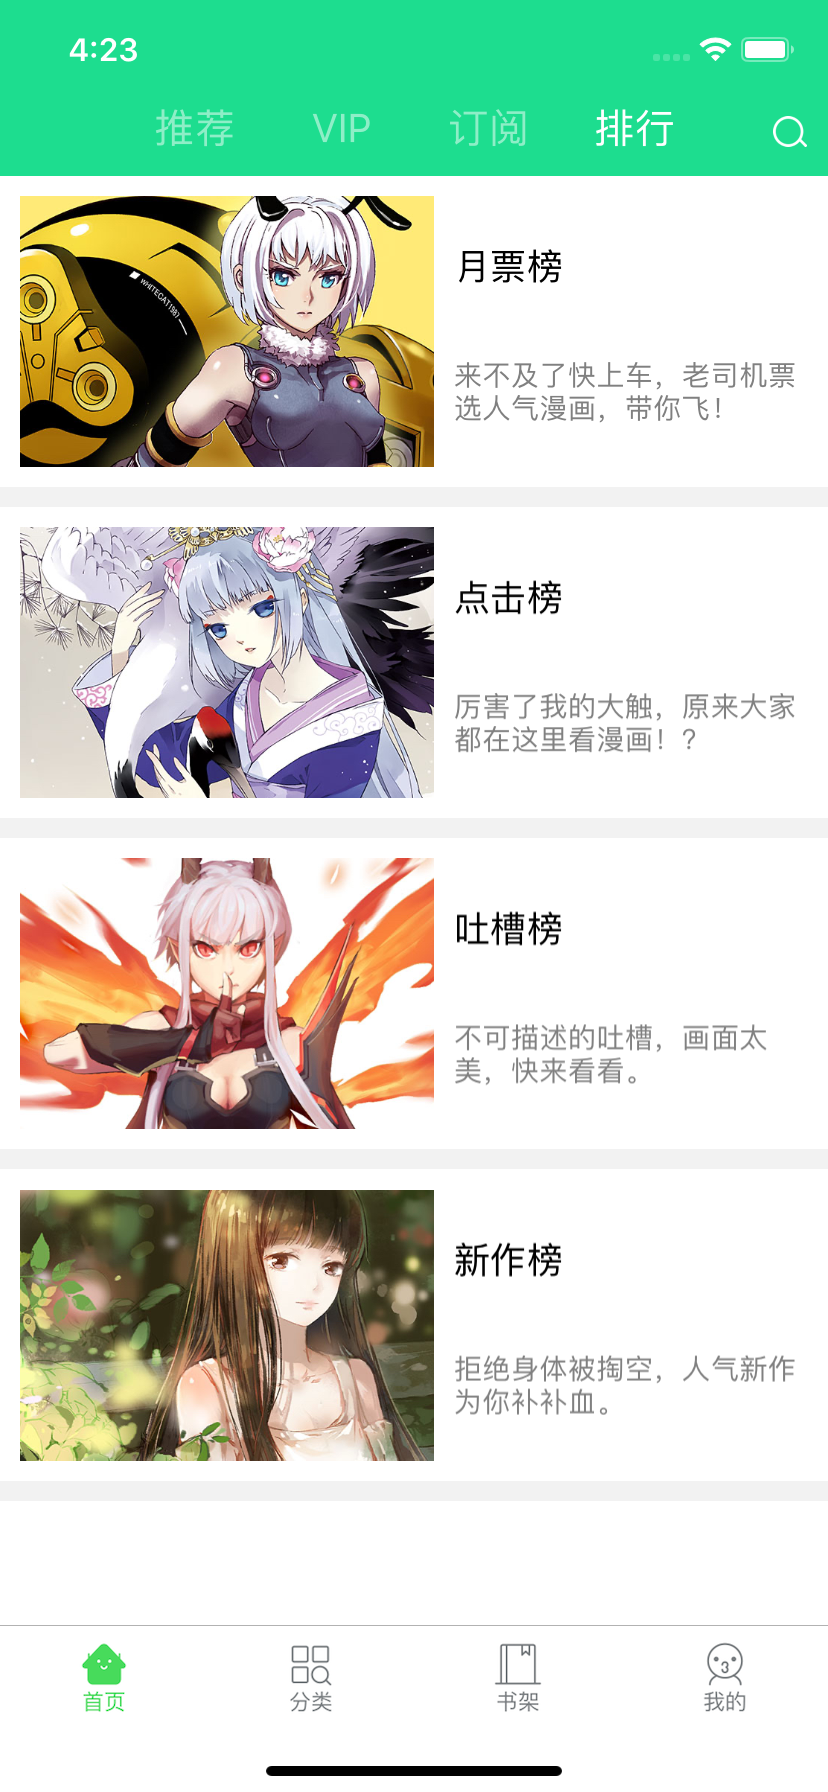 4:23
推荐
VIP
订阅
排行
WHITECAT1987
月票榜
来不及了快上车，老司机票
选人气漫画，带你飞！
点击榜
厉害了我的大触，原来大家
都在这里看漫画！？
吐槽榜
不可描述的吐槽，画面太
美，快来看看。
新作榜
拒绝身体被掏空，人气新作
为你补补血。
首页
分类
书架
我的